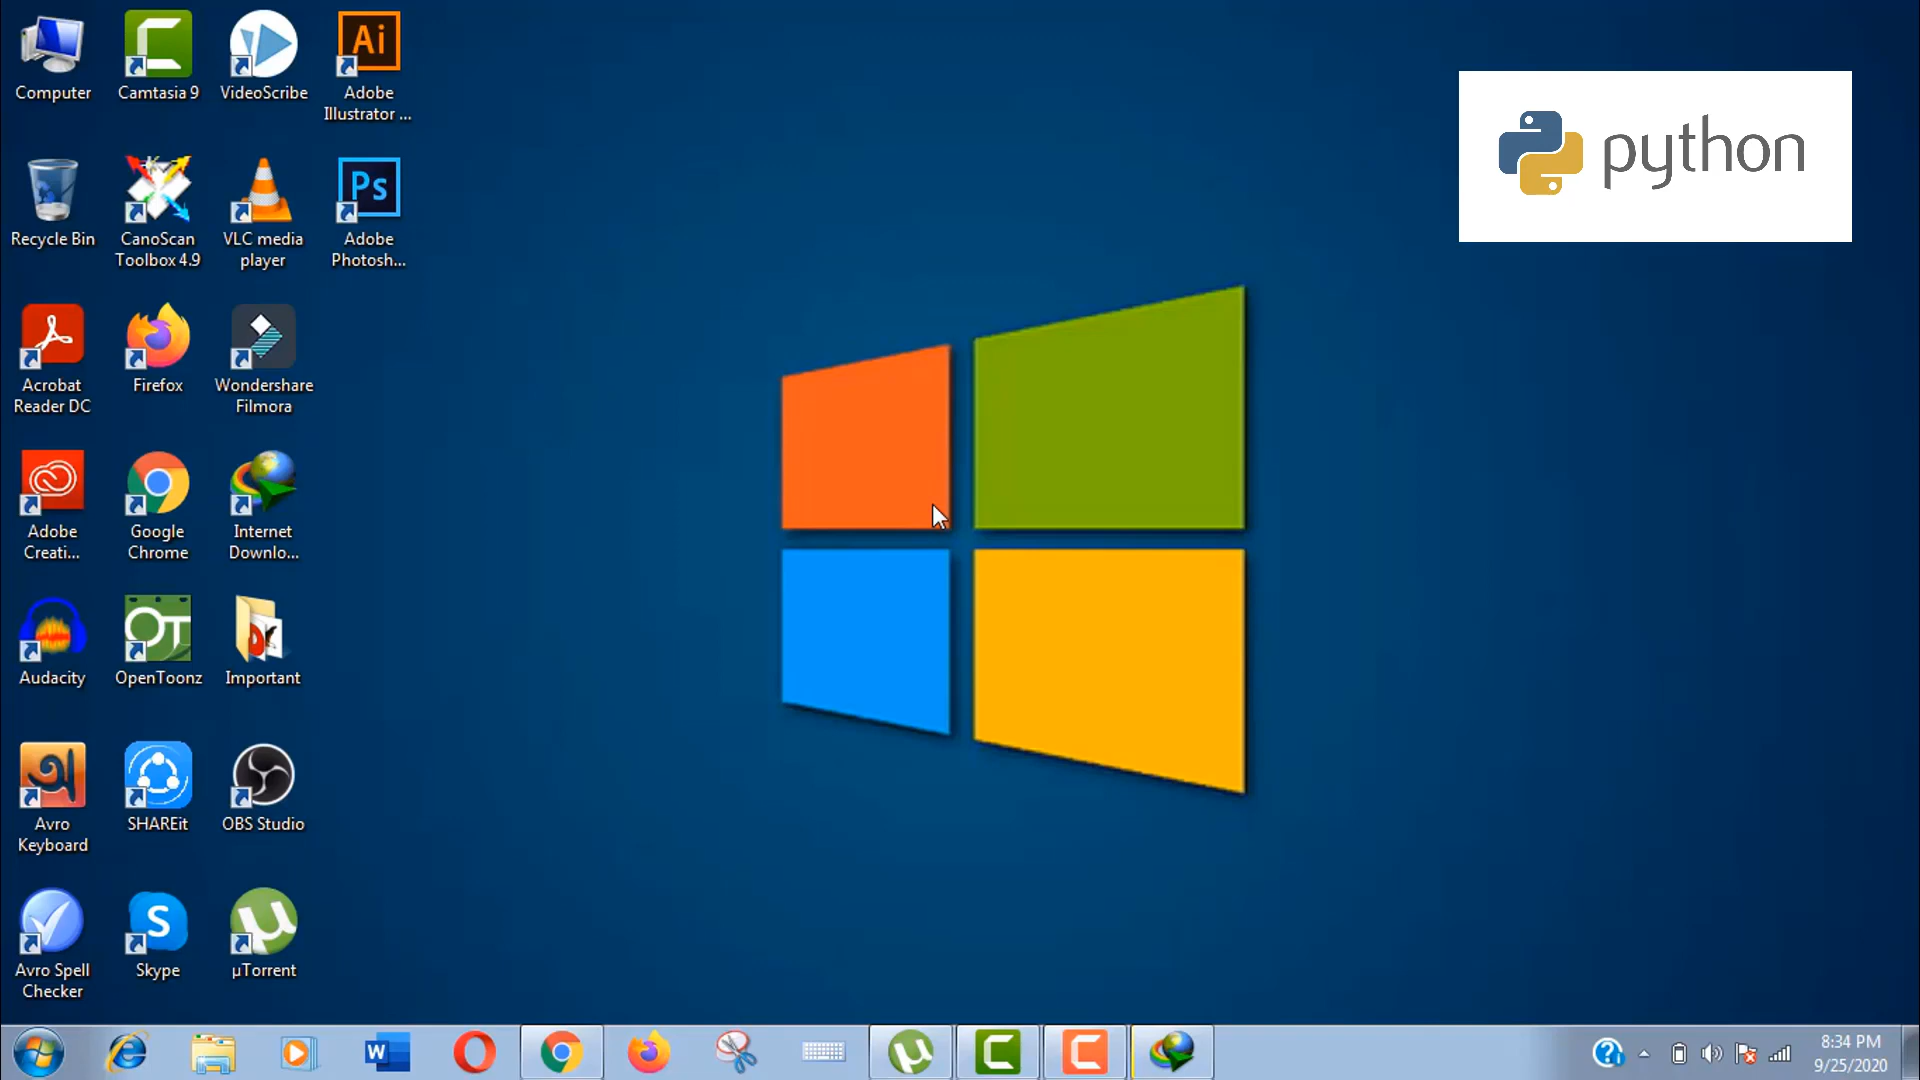 Computer
Camtasia 9
VideoScribe
Ai
Adobe
Illustrator ...
python
Recycle Bin
CanoScan
Toolbox 4.9
VLC media
player
Ps
Adobe
Photosh...
Acrobat
Reader DC
Firefox
Wondershare
Filmora
Adobe
Creati...
Google
Chrome
Internet
Downlo...
Audacity
OT
OpenToonz
Important
অ
Avro
Keyboard
SHAREit
OBS Studio
Avro Spell
Checker
S
Skype
µ
µTorrent
W
µ
8:34 PM
9/25/2020